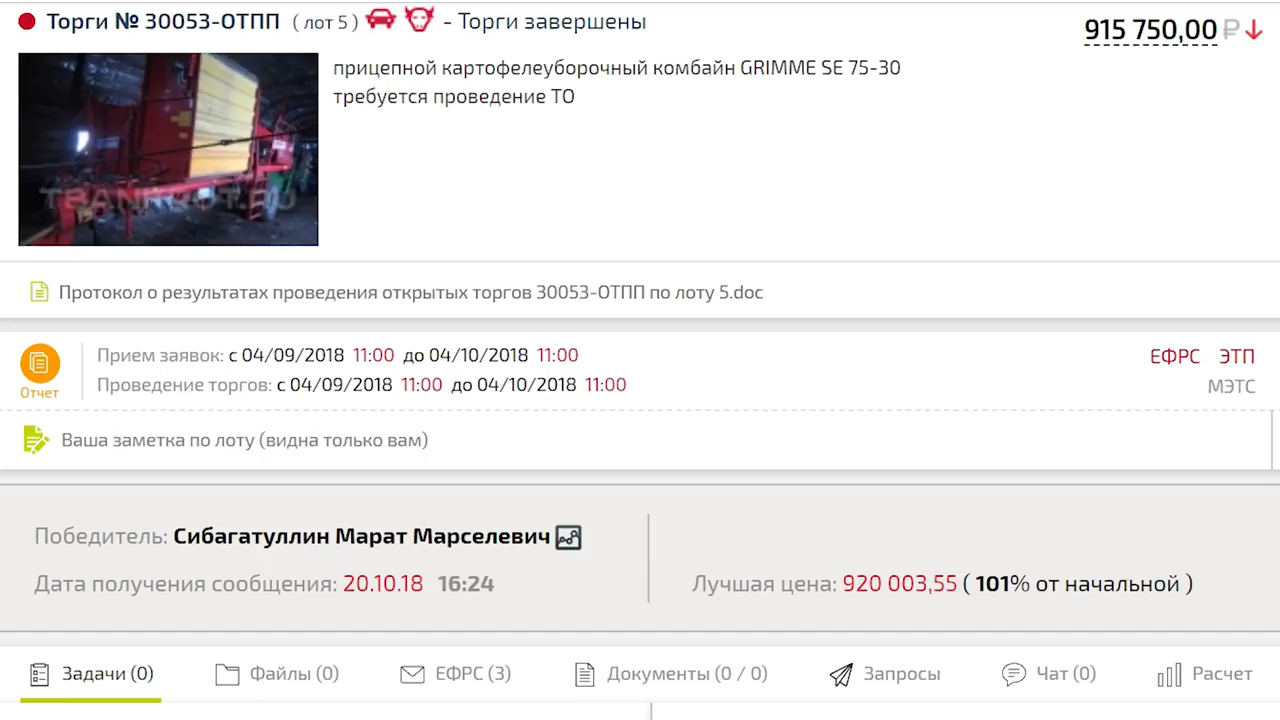 Торги № 30053-ОТПП ( лот 5 ) - Торги завершены
915 750,00 ₽
прицепной картофелеуборочный комбайн GRIMME SE 75-30
требуется проведение ТО
TBANKROT.RU
Протокол о результатах проведения открытых торгов 30053-ОТПП по лоту 5.doc
Отчет
Прием заявок: с 04/09/2018 11:00 до 04/10/2018 11:00
Проведение торгов: с 04/09/2018 11:00 до 04/10/2018 11:00
ЕФРС ЭТП
МЭТС
Ваша заметка по лоту (видна только вам)
Победитель: Сибагатуллин Марат Марселевич
Дата получения сообщения: 20.10.18 16:24
Лучшая цена: 920 003,55 ( 101% от начальной )
Задачи (0) Файлы (0) ЕФРС (3) Документы (0 / 0) Запросы Чат (0) Расчет